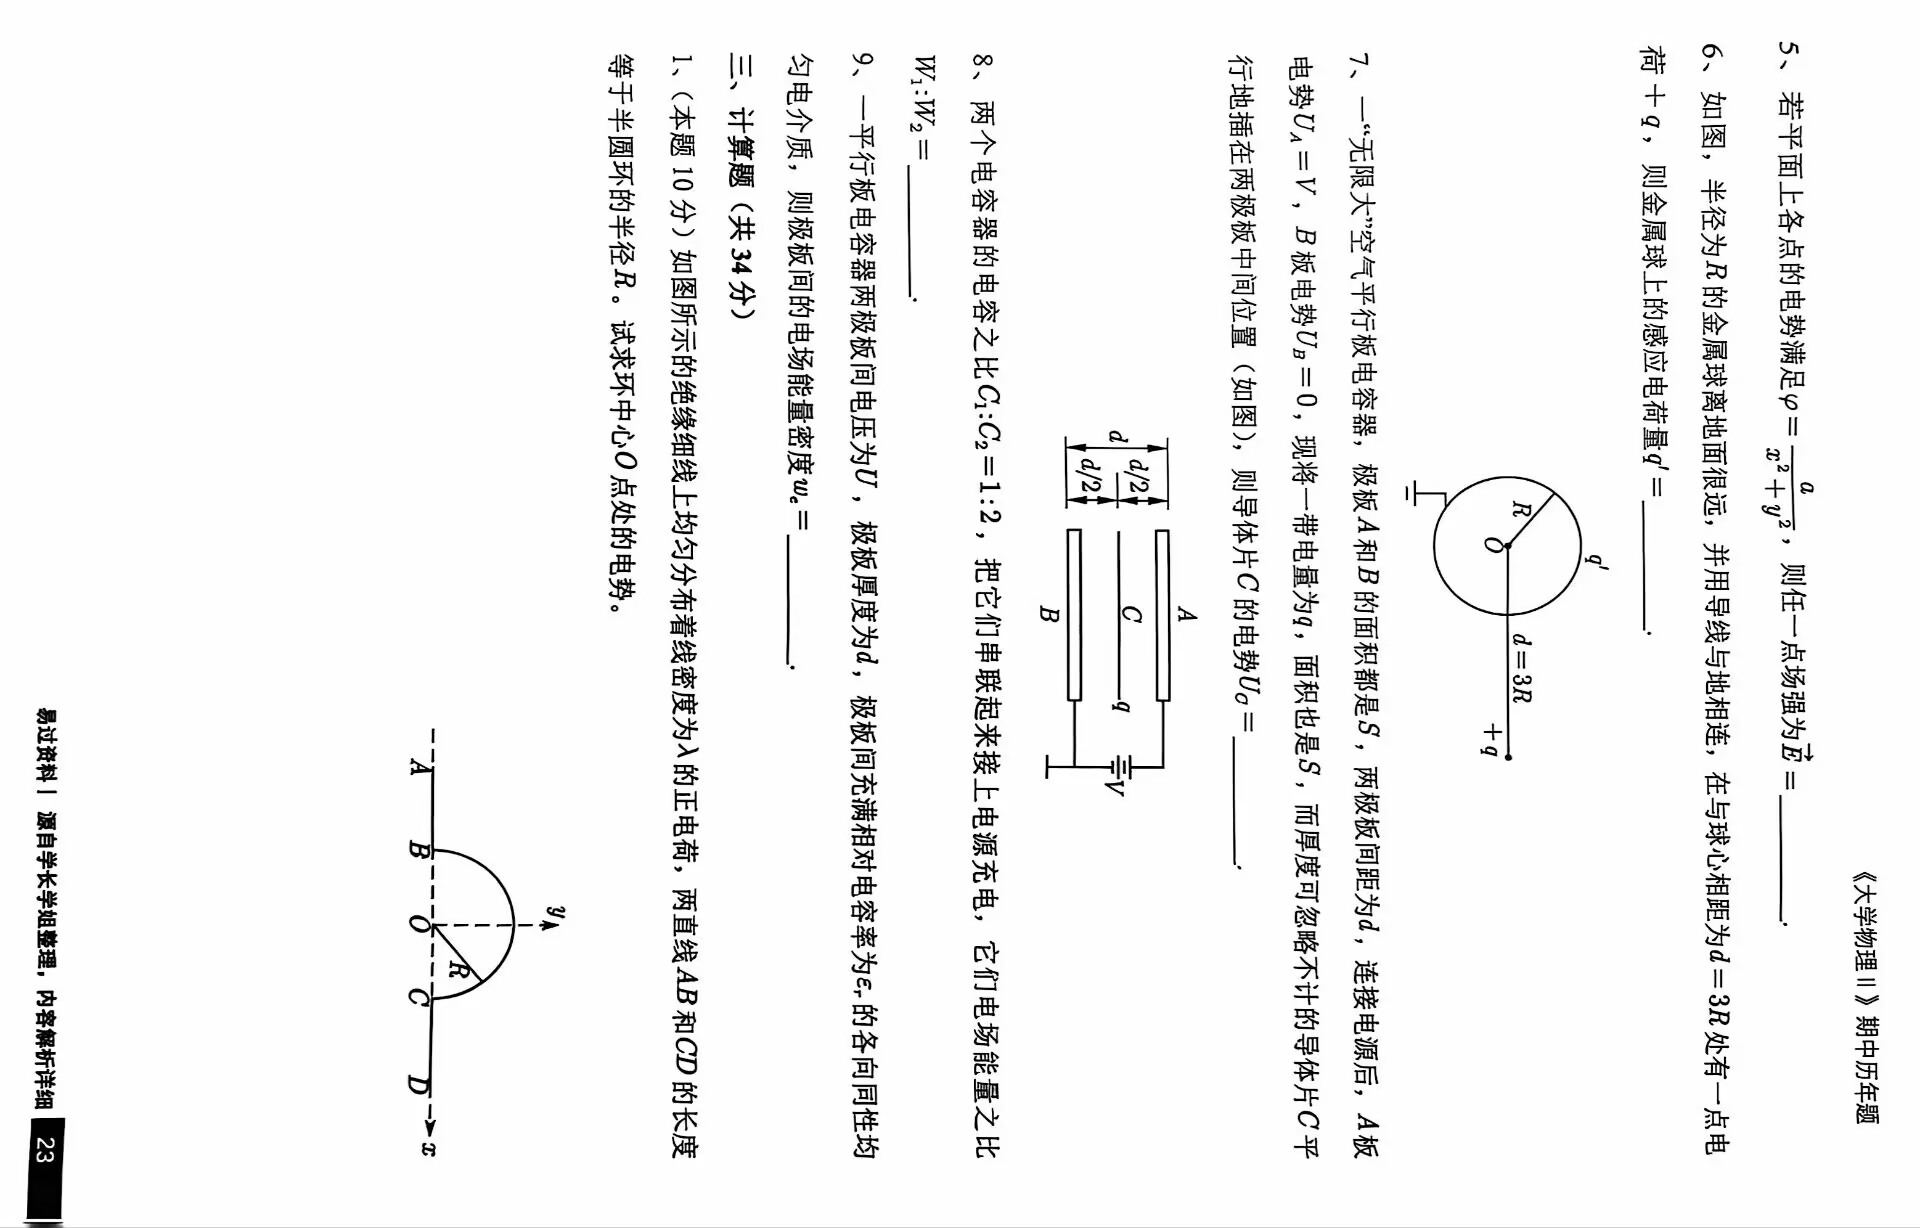 《大学物理Ⅱ》期中历年题
5、若平面上各点的电势满足φ=a/(x²+y²)，则任一点场强为E⃗=________.
6、如图，半径为R的金属球离地面很远，并用导线与地相连，在与球心相距为d=3R处有一点电
荷+q，则金属球上的感应电荷量q′=________.
q′
R
O
d=3R
+q
7、一“无限大”空气平行板电容器，极板A和B的面积都是S，两极板间距为d，连接电源后，A板
电势U_A=V，B板电势U_B=0，现将一带电量为q，面积也是S，而厚度可忽略不计的导体片C平
行地插在两极板中间位置（如图），则导体片C的电势U_C=________.
A
d/2
d
C
q
V
d/2
B
8、两个电容器的电容之比C₁:C₂=1:2，把它们串联起来接上电源充电，它们电场能量之比
W₁:W₂=________.
9、一平行板电容器两极板间电压为U，极板厚度为d，极板间充满相对电容率为εᵣ的各向同性均
匀电介质，则极板间的电场能量密度wₑ=________.
三、计算题（共34分）
1、（本题10分）如图所示的绝缘细线上均匀分布着线密度为λ的正电荷，两直线AB和CD的长度
等于半圆环的半径R。试求环中心O点处的电势。
y
R
A B O C D x
易过资料 | 源自学长学姐整理，内容解析详细 23